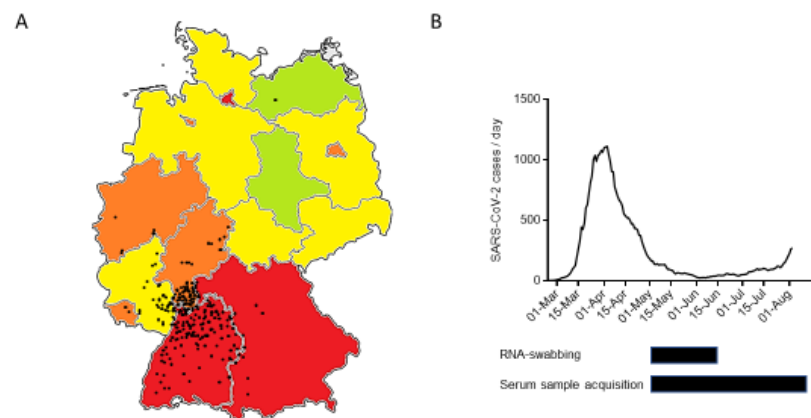 A
B
SARS-CoV-2 cases / day
1500
1000
500
0
01-Mar
15-Mar
01-Apr
15-Apr
01-May
15-May
01-Jun
15-Jun
01-Jul
15-Jul
01-Aug
RNA-swabbing
Serum sample acquisition